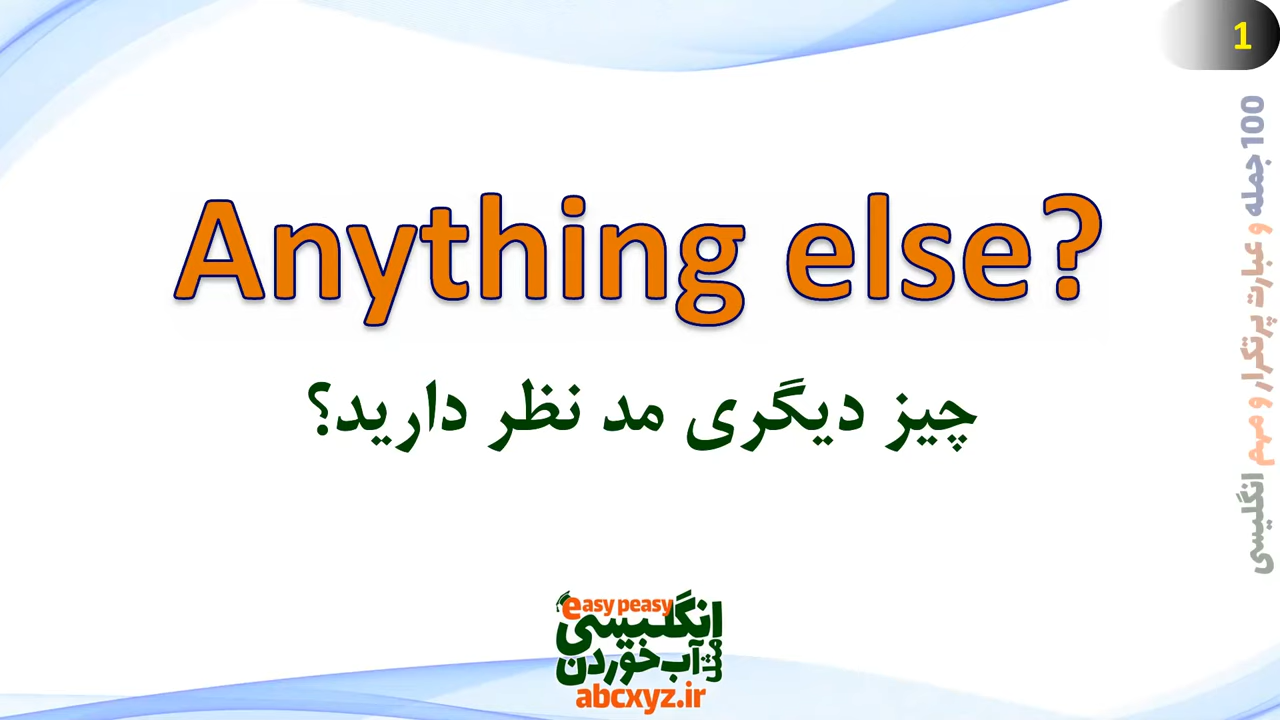 1
100 جمله و عبارت پرتکرار و مهم انگلیسی
Anything else?
چیز دیگری مد نظر دارید؟
easy peasy
انگلیسی
مثل آب خوردن
abcxyz.ir